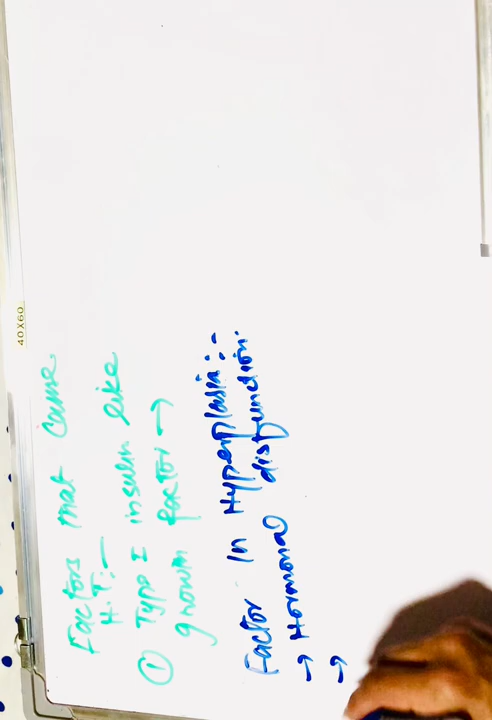 Factors that cause
H.T:-
① Type I insulin like
growth factor →
Factor In Hyperplasia:-
→ Hormonal disfunction.
→
40X60